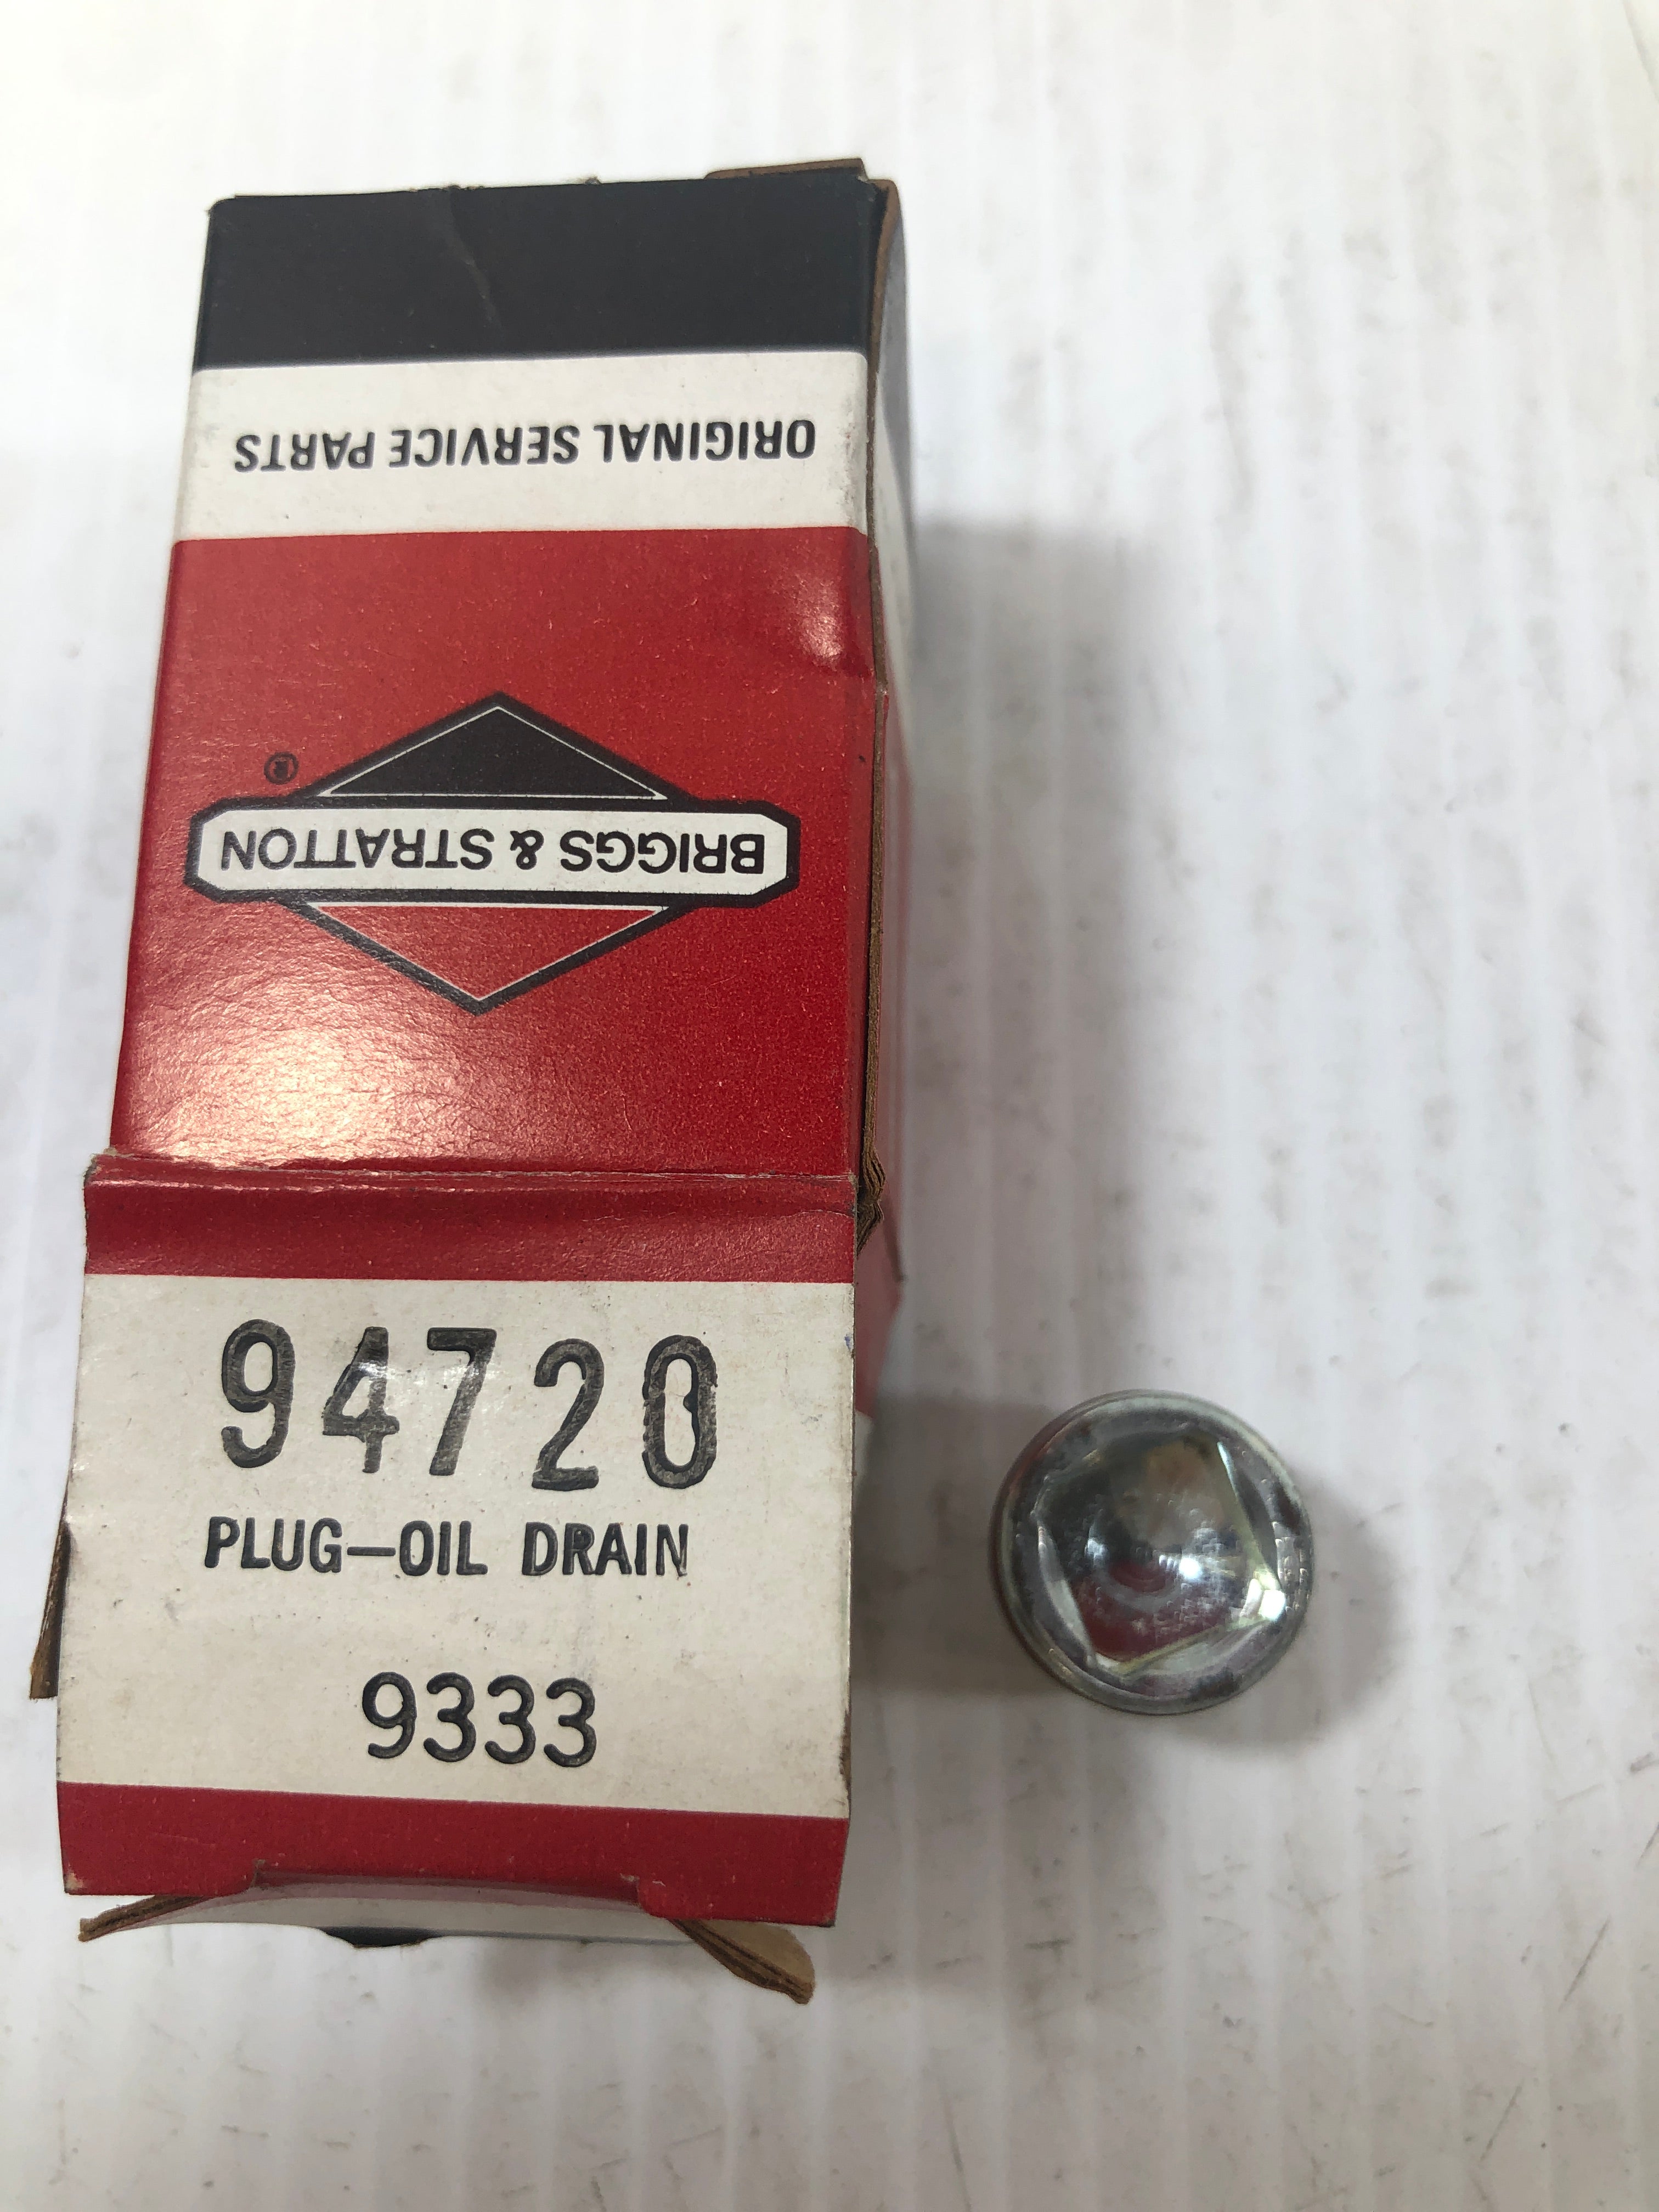 ORIGINAL SERVICE PARTS
BRIGGS & STRATTON
®
94720
PLUG—OIL DRAIN
9333